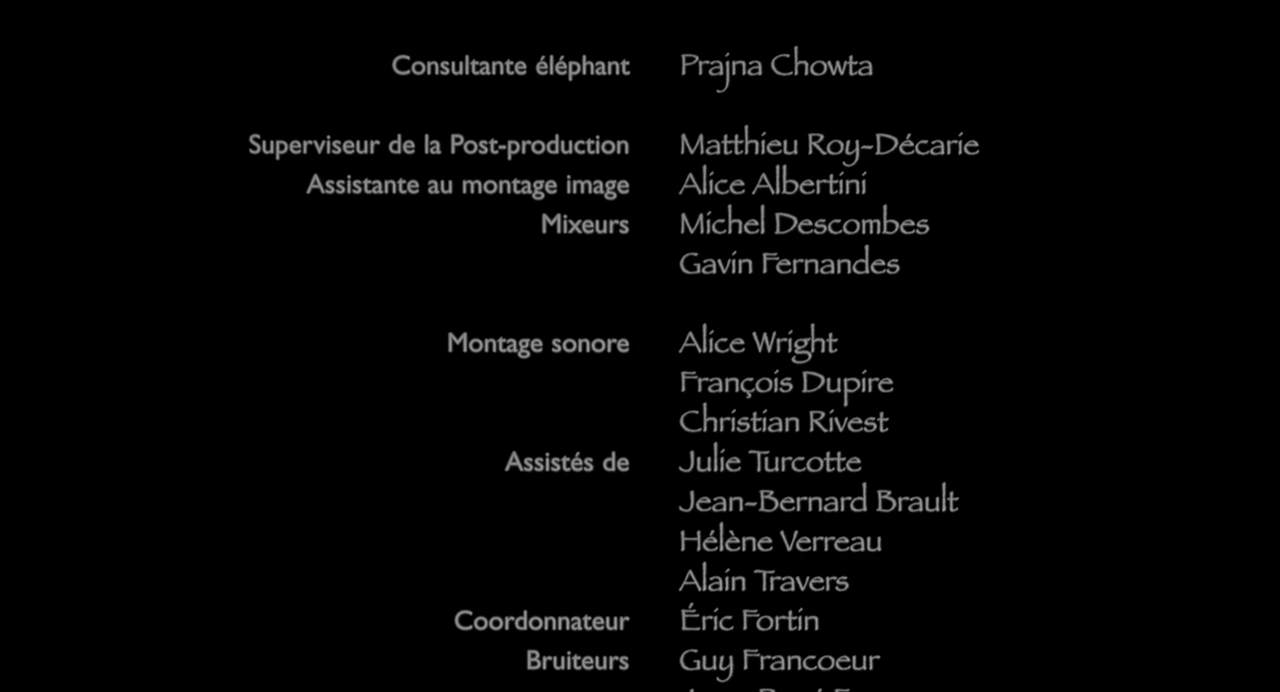 Consultante éléphant Prajna Chowta
Superviseur de la Post-production Matthieu Roy-Décarie
Assistante au montage image Alice Albertini
Mixeurs Michel Descombes
Gavin Fernandes
Montage sonore Alice Wright
François Dupire
Christian Rivest
Assistés de Julie Turcotte
Jean-Bernard Brault
Hélène Verreau
Alain Travers
Coordonnateur Éric Fortin
Bruiteurs Guy Francoeur